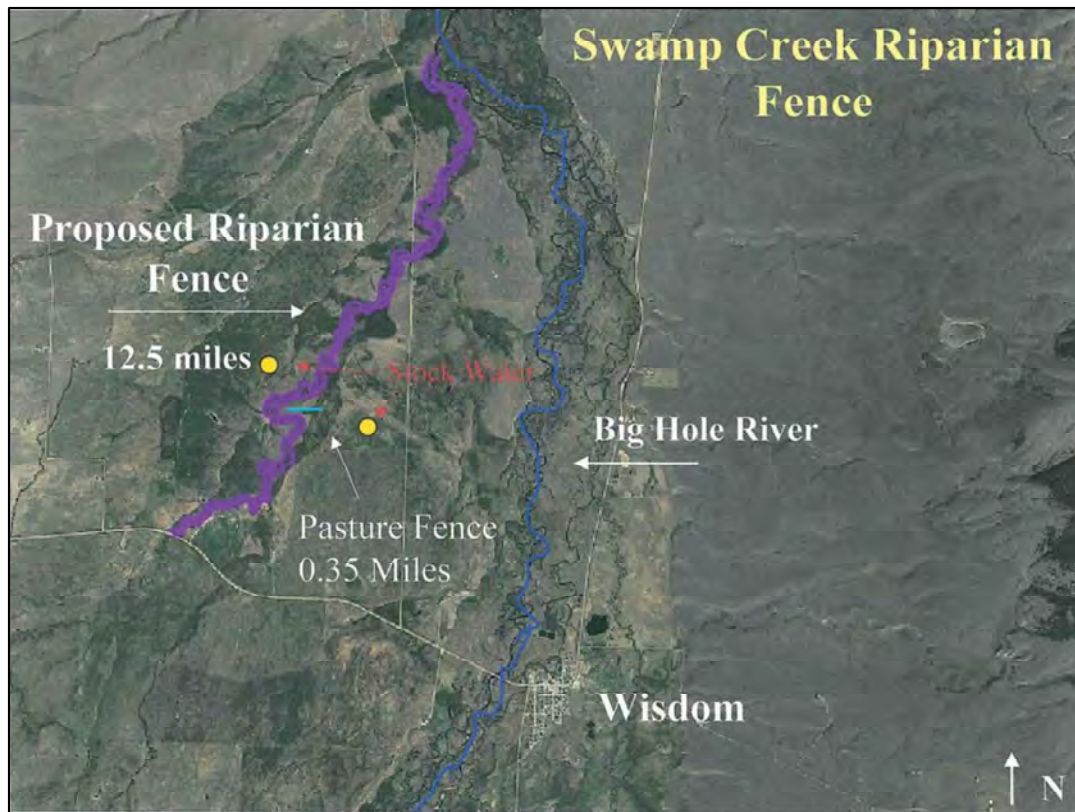 Swamp Creek Riparian
Fence
Proposed Riparian
Fence
12.5 miles
Stock Water
Big Hole River
Pasture Fence
0.35 Miles
Wisdom
N